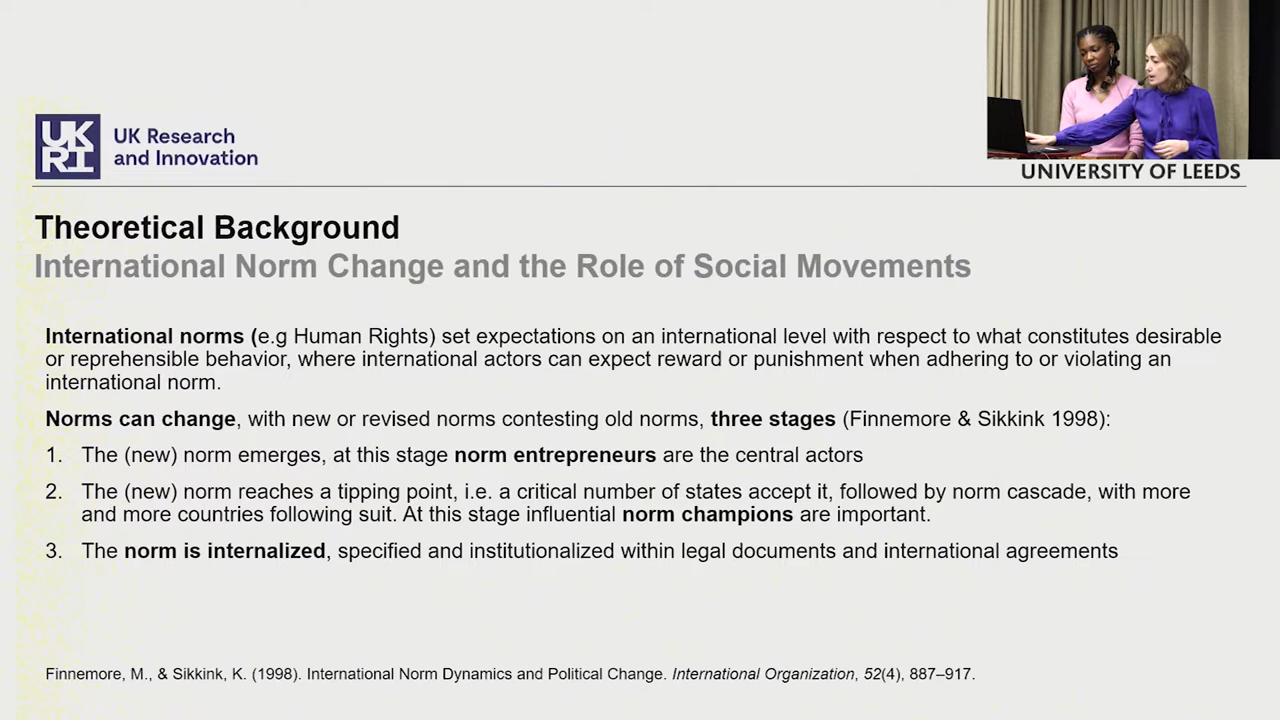 UK
RI
UK Research
and Innovation
UNIVERSITY OF LEEDS
Theoretical Background
International Norm Change and the Role of Social Movements
International norms (e.g Human Rights) set expectations on an international level with respect to what constitutes desirable
or reprehensible behavior, where international actors can expect reward or punishment when adhering to or violating an
international norm.
Norms can change, with new or revised norms contesting old norms, three stages (Finnemore & Sikkink 1998):
1. The (new) norm emerges, at this stage norm entrepreneurs are the central actors
2. The (new) norm reaches a tipping point, i.e. a critical number of states accept it, followed by norm cascade, with more
and more countries following suit. At this stage influential norm champions are important.
3. The norm is internalized, specified and institutionalized within legal documents and international agreements
Finnemore, M., & Sikkink, K. (1998). International Norm Dynamics and Political Change. International Organization, 52(4), 887–917.